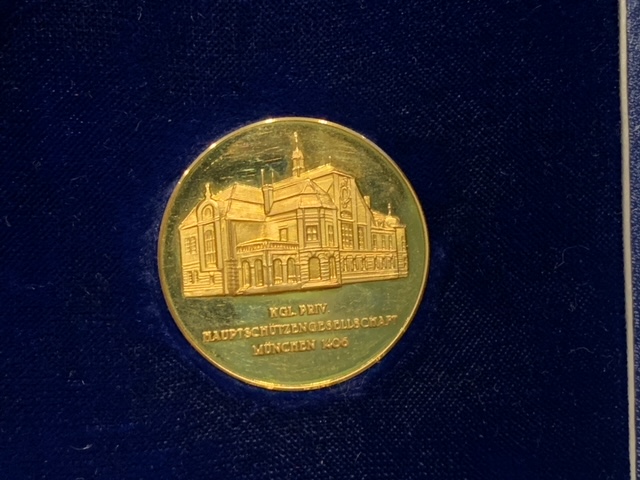 KGL. PRIV.
HAUPTSCHÜTZENGESELLSCHAFT
MÜNCHEN 1406